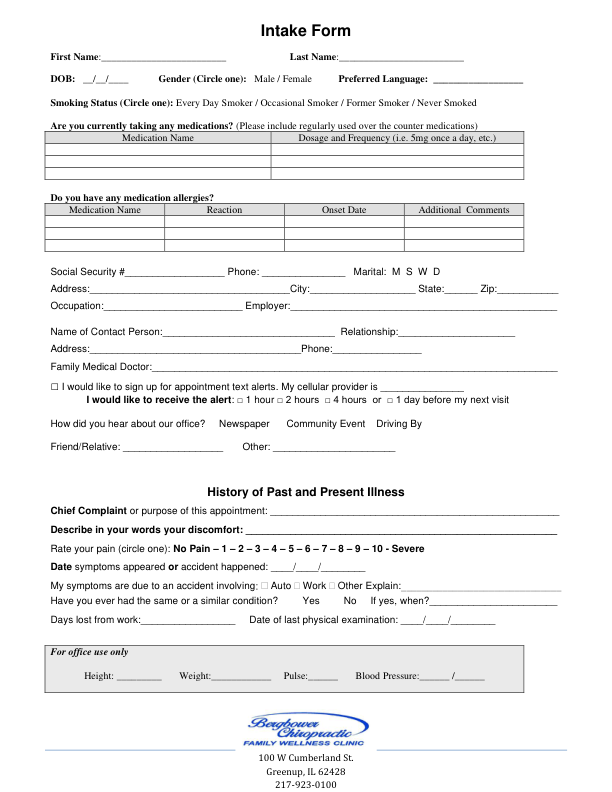 Intake Form
First Name:________________________ Last Name:________________________
DOB: __/__/____ Gender (Circle one): Male / Female Preferred Language: _________________
Smoking Status (Circle one): Every Day Smoker / Occasional Smoker / Former Smoker / Never Smoked
Are you currently taking any medications? (Please include regularly used over the counter medications)
Medication Name Dosage and Frequency (i.e. 5mg once a day, etc.)
Do you have any medication allergies?
Medication Name Reaction Onset Date Additional Comments
Social Security #__________________ Phone: _______________ Marital: M S W D
Address:____________________________________City:___________________ State:______ Zip:___________
Occupation:_________________________ Employer:________________________________________________
Name of Contact Person:_______________________________ Relationship:_____________________
Address:______________________________________Phone:________________
Family Medical Doctor:_________________________________________________________________________
☐ I would like to sign up for appointment text alerts. My cellular provider is _______________
I would like to receive the alert: □ 1 hour □ 2 hours □ 4 hours or □ 1 day before my next visit
How did you hear about our office? Newspaper Community Event Driving By
Friend/Relative: __________________ Other: ______________________
History of Past and Present Illness
Chief Complaint or purpose of this appointment: ____________________________________________________
Describe in your words your discomfort: ________________________________________________________
Rate your pain (circle one): No Pain – 1 – 2 – 3 – 4 – 5 – 6 – 7 – 8 – 9 – 10 - Severe
Date symptoms appeared or accident happened: ____/____/________
My symptoms are due to an accident involving; □ Auto □ Work □ Other Explain:_____________________________
Have you ever had the same or a similar condition? Yes No If yes, when?_______________________
Days lost from work:_________________ Date of last physical examination: ____/____/________
For office use only
Height: _________ Weight:____________ Pulse:______ Blood Pressure:______ /______
Bergbower
Chiropractic
FAMILY WELLNESS CLINIC
100 W Cumberland St.
Greenup, IL 62428
217-923-0100